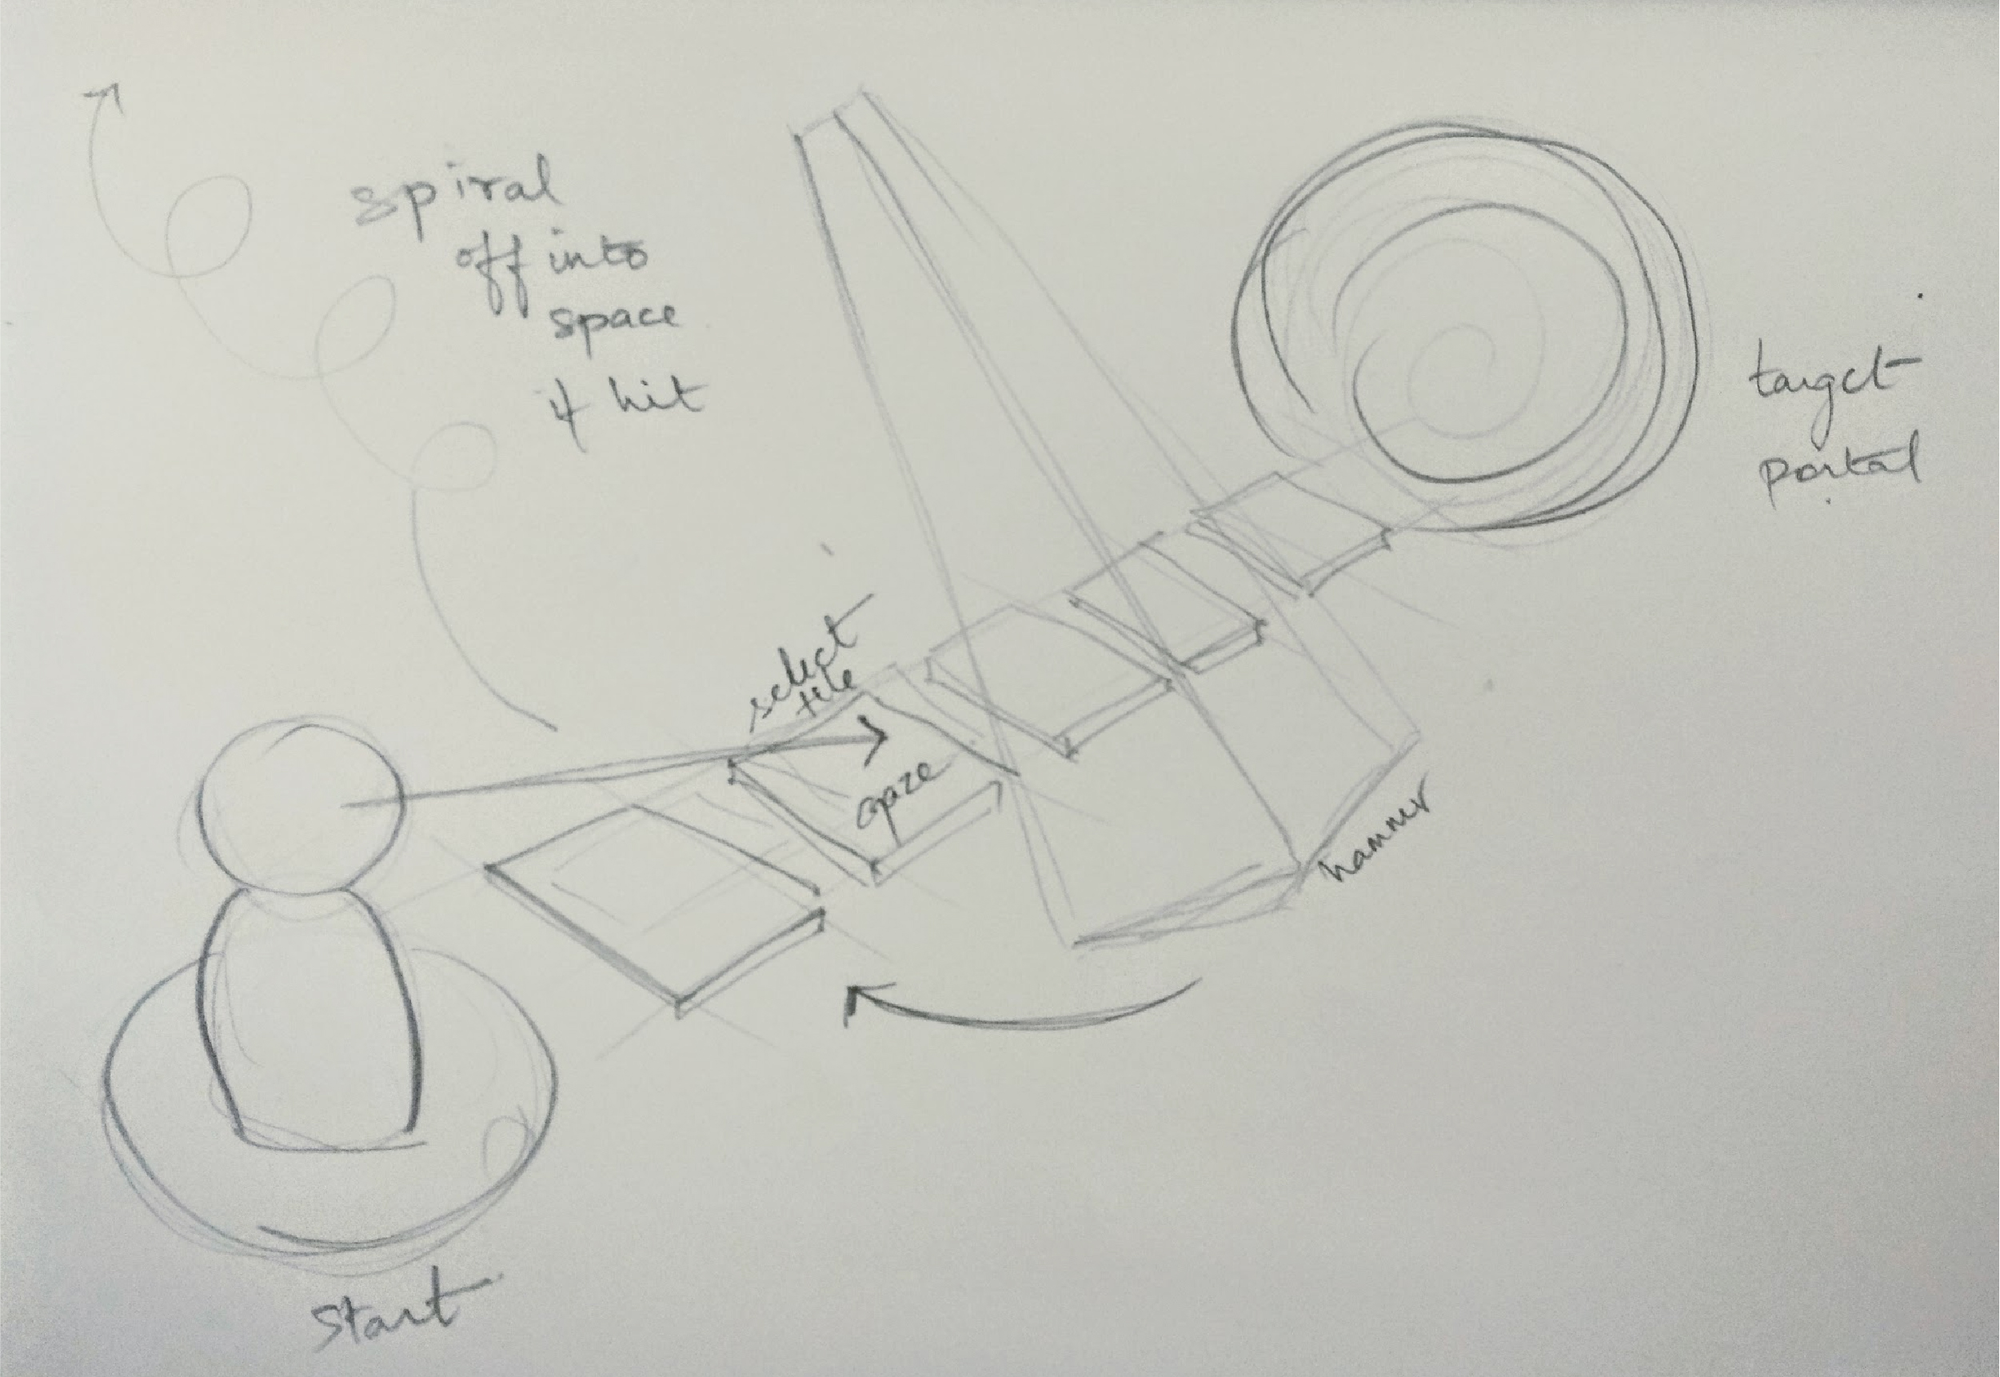 spiral
off into
space
if hit
target
portal
select
tile
gaze
hammer
start